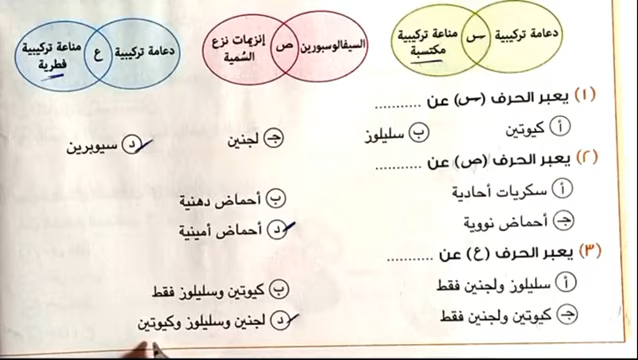 دعامة تركيبية س مناعة تركيبية مكتسبة
السيفالوسبورين ص إنزيمات نزع السُمية
دعامة تركيبية ع مناعة تركيبية فطرية
(١) يعبر الحرف (س) عن ...........
أ كيوتين ب سليلوز ج لجنين د سيوبرين
(٢) يعبر الحرف (ص) عن ...........
أ سكريات أحادية ب أحماض دهنية
ج أحماض نووية د أحماض أمينية
(٣) يعبر الحرف (ع) عن ...........
أ سليلوز ولجنين فقط ب كيوتين وسليلوز فقط
ج كيوتين ولجنين فقط د لجنين وسليلوز وكيوتين